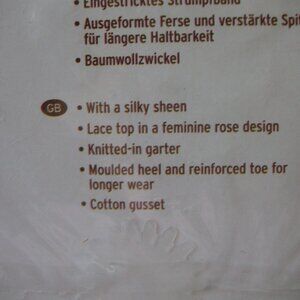 • Eingestricktes Strumpfband
• Ausgeformte Ferse und verstärkte
für längere Haltbarkeit
• Baumwollzwickel
GB • With a silky sheen
• Lace top in a feminine rose design
• Knitted-in garter
• Moulded heel and reinforced toe for
longer wear
• Cotton gusset